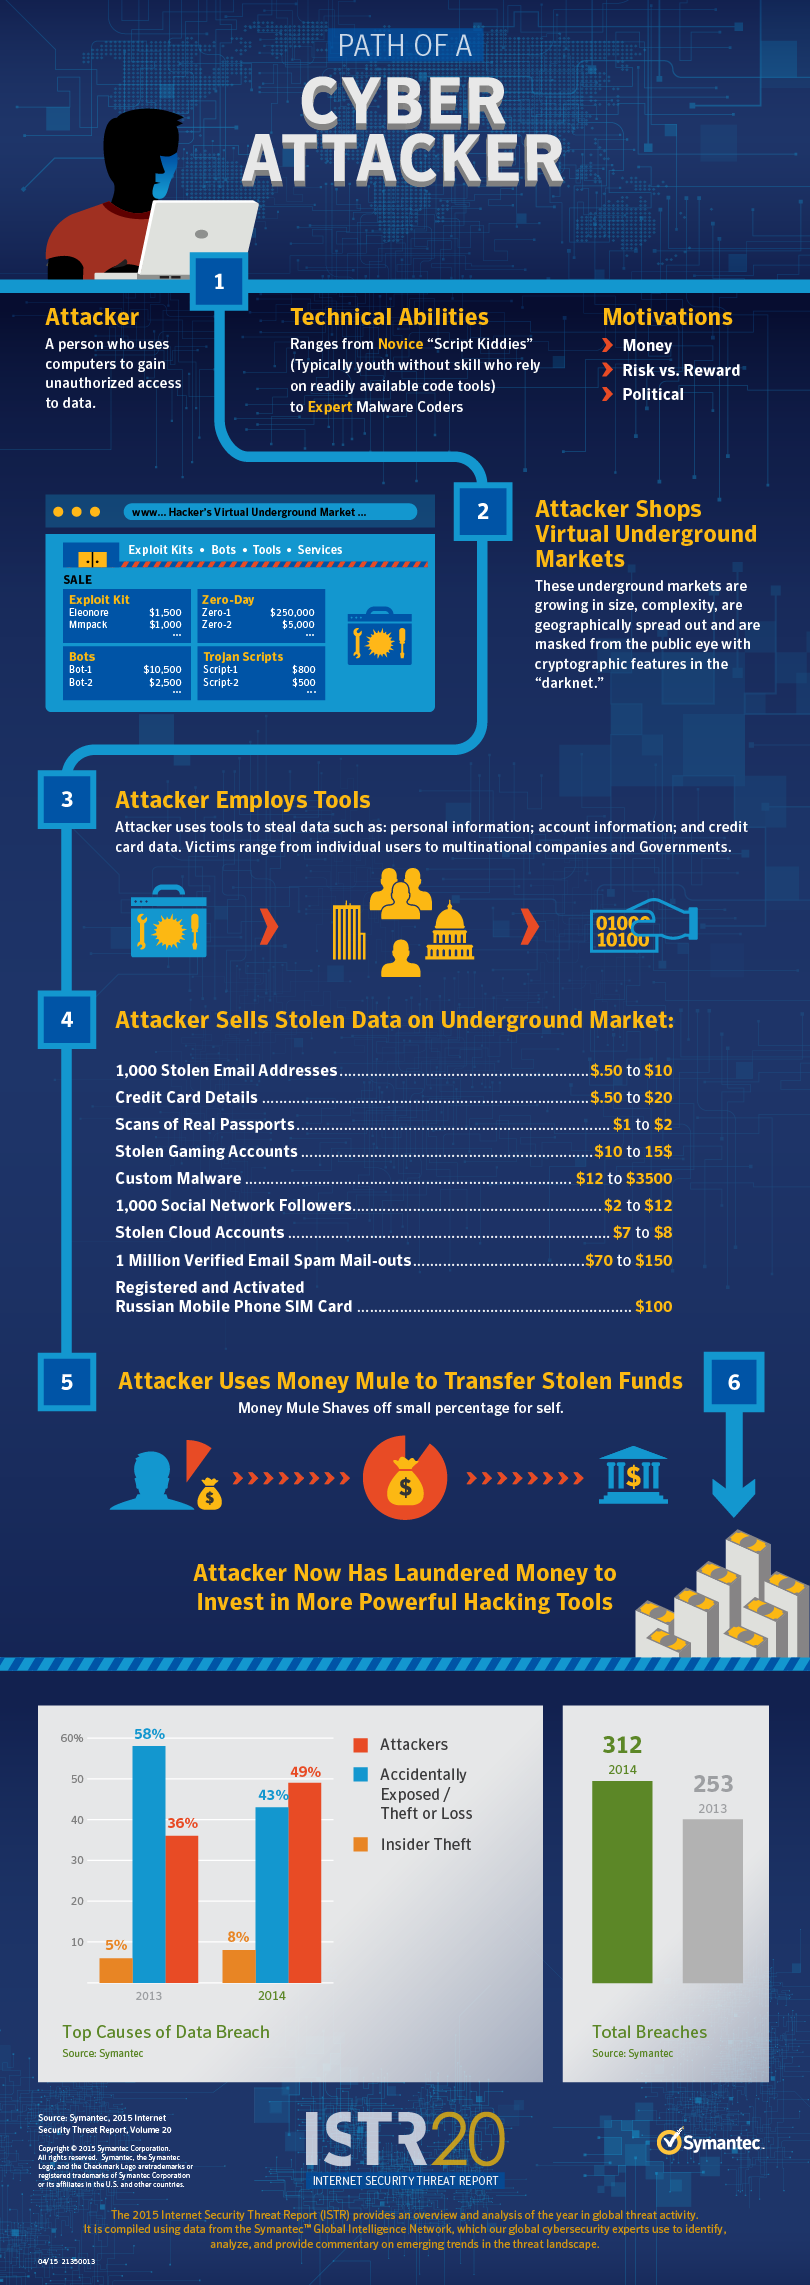 PATH OF A
CYBER
ATTACKER
1
Attacker
A person who uses
computers to gain
unauthorized access
to data.
Technical Abilities
Ranges from Novice “Script Kiddies”
(Typically youth without skill who rely
on readily available code tools)
to Expert Malware Coders
Motivations
Money
Risk vs. Reward
Political
www... Hacker's Virtual Underground Market ...
Exploit Kits • Bots • Tools • Services
SALE
Exploit Kit
Eleonore $1,500
Mmpack $1,000
...
Zero-Day
Zero-1 $250,000
Zero-2 $5,000
...
Bots
Bot-1 $10,500
Bot-2 $2,500
...
Trojan Scripts
Script-1 $800
Script-2 $500
...
2
Attacker Shops
Virtual Underground
Markets
These underground markets are
growing in size, complexity, are
geographically spread out and are
masked from the public eye with
cryptographic features in the
“darknet.”
3
Attacker Employs Tools
Attacker uses tools to steal data such as: personal information; account information; and credit
card data. Victims range from individual users to multinational companies and Governments.
01000
10100
4
Attacker Sells Stolen Data on Underground Market:
1,000 Stolen Email Addresses........$.50 to $10
Credit Card Details ........$.50 to $20
Scans of Real Passports........ $1 to $2
Stolen Gaming Accounts ........$10 to 15$
Custom Malware ........ $12 to $3500
1,000 Social Network Followers........$2 to $12
Stolen Cloud Accounts ........ $7 to $8
1 Million Verified Email Spam Mail-outs........$70 to $150
Registered and Activated
Russian Mobile Phone SIM Card ........ $100
5
Attacker Uses Money Mule to Transfer Stolen Funds
Money Mule Shaves off small percentage for self.
6
$
$
$
Attacker Now Has Laundered Money to
Invest in More Powerful Hacking Tools
60%
50
40
30
20
10
5%
58%
36%
8%
43%
49%
2013
2014
Attackers
Accidentally
Exposed /
Theft or Loss
Insider Theft
Top Causes of Data Breach
Source: Symantec
312
2014
253
2013
Total Breaches
Source: Symantec
Source: Symantec, 2015 Internet
Security Threat Report, Volume 20
Copyright © 2015 Symantec Corporation.
All rights reserved. Symantec, the Symantec
Logo, and the Checkmark Logo aretrademarks or
registered trademarks of Symantec Corporation
or its affiliates in the U.S. and other countries.
ISTR20
INTERNET SECURITY THREAT REPORT
Symantec.
The 2015 Internet Security Threat Report (ISTR) provides an overview and analysis of the year in global threat activity.
It is compiled using data from the Symantec™ Global Intelligence Network, which our global cybersecurity experts use to identify,
analyze, and provide commentary on emerging trends in the threat landscape.
04/15 21350013